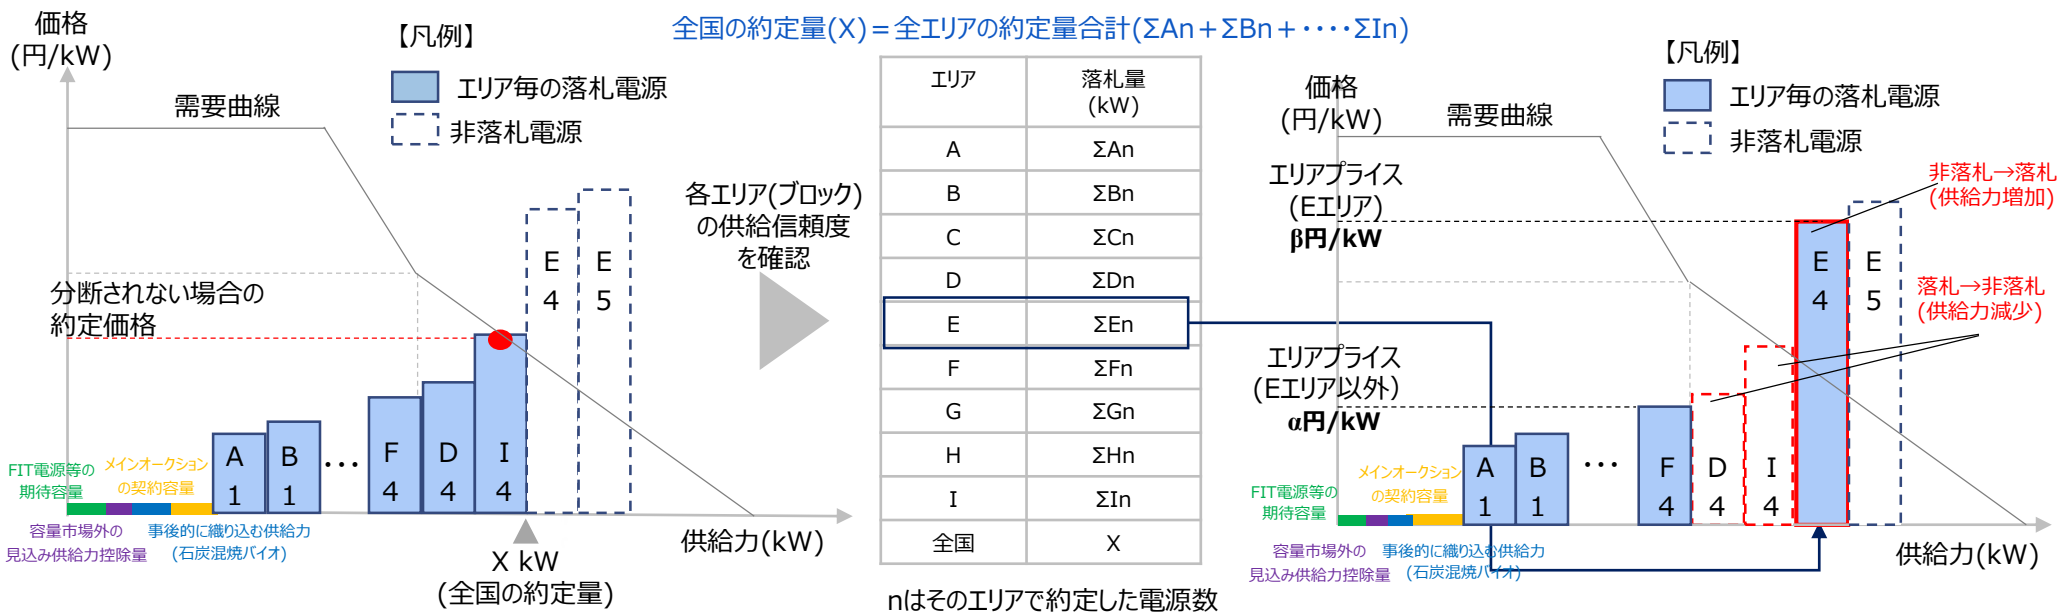 全国の約定量(X)＝全エリアの約定量合計(ΣAn＋ΣBn＋････ΣIn)
価格
(円/kW)
【凡例】
エリア毎の落札電源
非落札電源
需要曲線
分断されない場合の
約定価格
A
1
B
1
…
F
4
D
4
I
4
E
4
E
5
FIT電源等の
期待容量
メインオークション
の契約容量
容量市場外の
見込み供給力控除量
事後的に織り込む供給力
(石炭混焼バイオ)
X kW
(全国の約定量)
供給力(kW)
各エリア(ブロック)
の供給信頼度
を確認
エリア 落札量
(kW)
A ΣAn
B ΣBn
C ΣCn
D ΣDn
E ΣEn
F ΣFn
G ΣGn
H ΣHn
I ΣIn
全国 X
nはそのエリアで約定した電源数
価格
(円/kW)
【凡例】
エリア毎の落札電源
非落札電源
需要曲線
エリアプライス
(Eエリア)
β円/kW
エリアプライス
(Eエリア以外)
α円/kW
非落札→落札
(供給力増加)
落札→非落札
(供給力減少)
A
1
B
1
…
F
4
D
4
I
4
E
4
E
5
FIT電源等の
期待容量
メインオークション
の契約容量
容量市場外の
見込み供給力控除量
事後的に織り込む供給力
(石炭混焼バイオ)
供給力(kW)